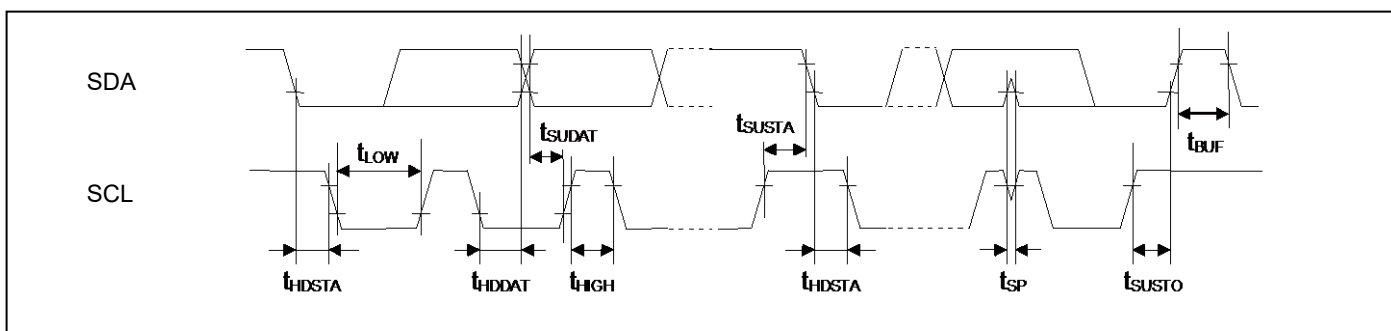 SDA
tSUDAT
tSUSTA
tBUF
tLOW
SCL
tHDSTA
tHDDAT
tHIGH
tHDSTA
tSP
tSUSTO